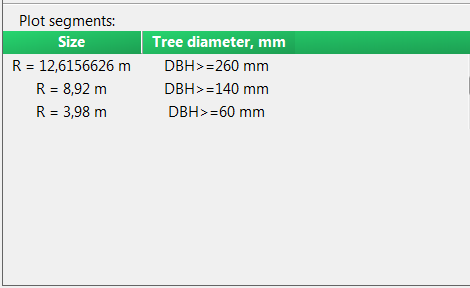 Plot segments:
Size Tree diameter, mm
R = 12,6156626 m DBH>=260 mm
R = 8,92 m DBH>=140 mm
R = 3,98 m DBH>=60 mm